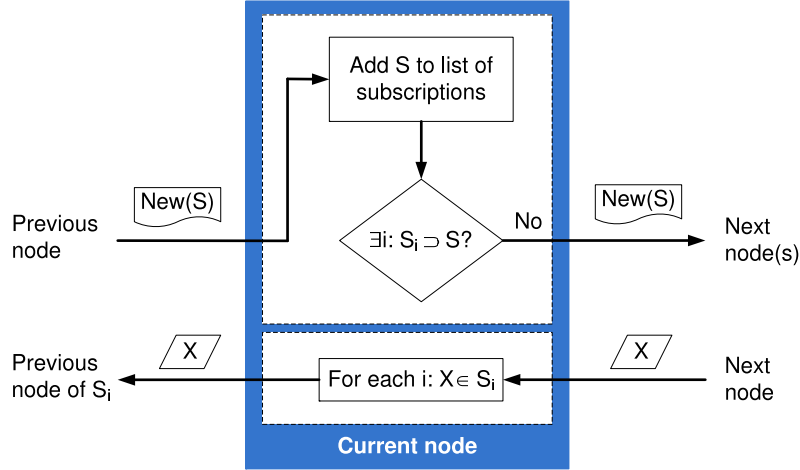 Add S to list of
subscriptions
New(S)
New(S)
Previous
node
∃i: Sᵢ ⊃ S?
No
Next
node(s)
X
X
Previous
node of Sᵢ
For each i: X ∈ Sᵢ
Next
node
Current node